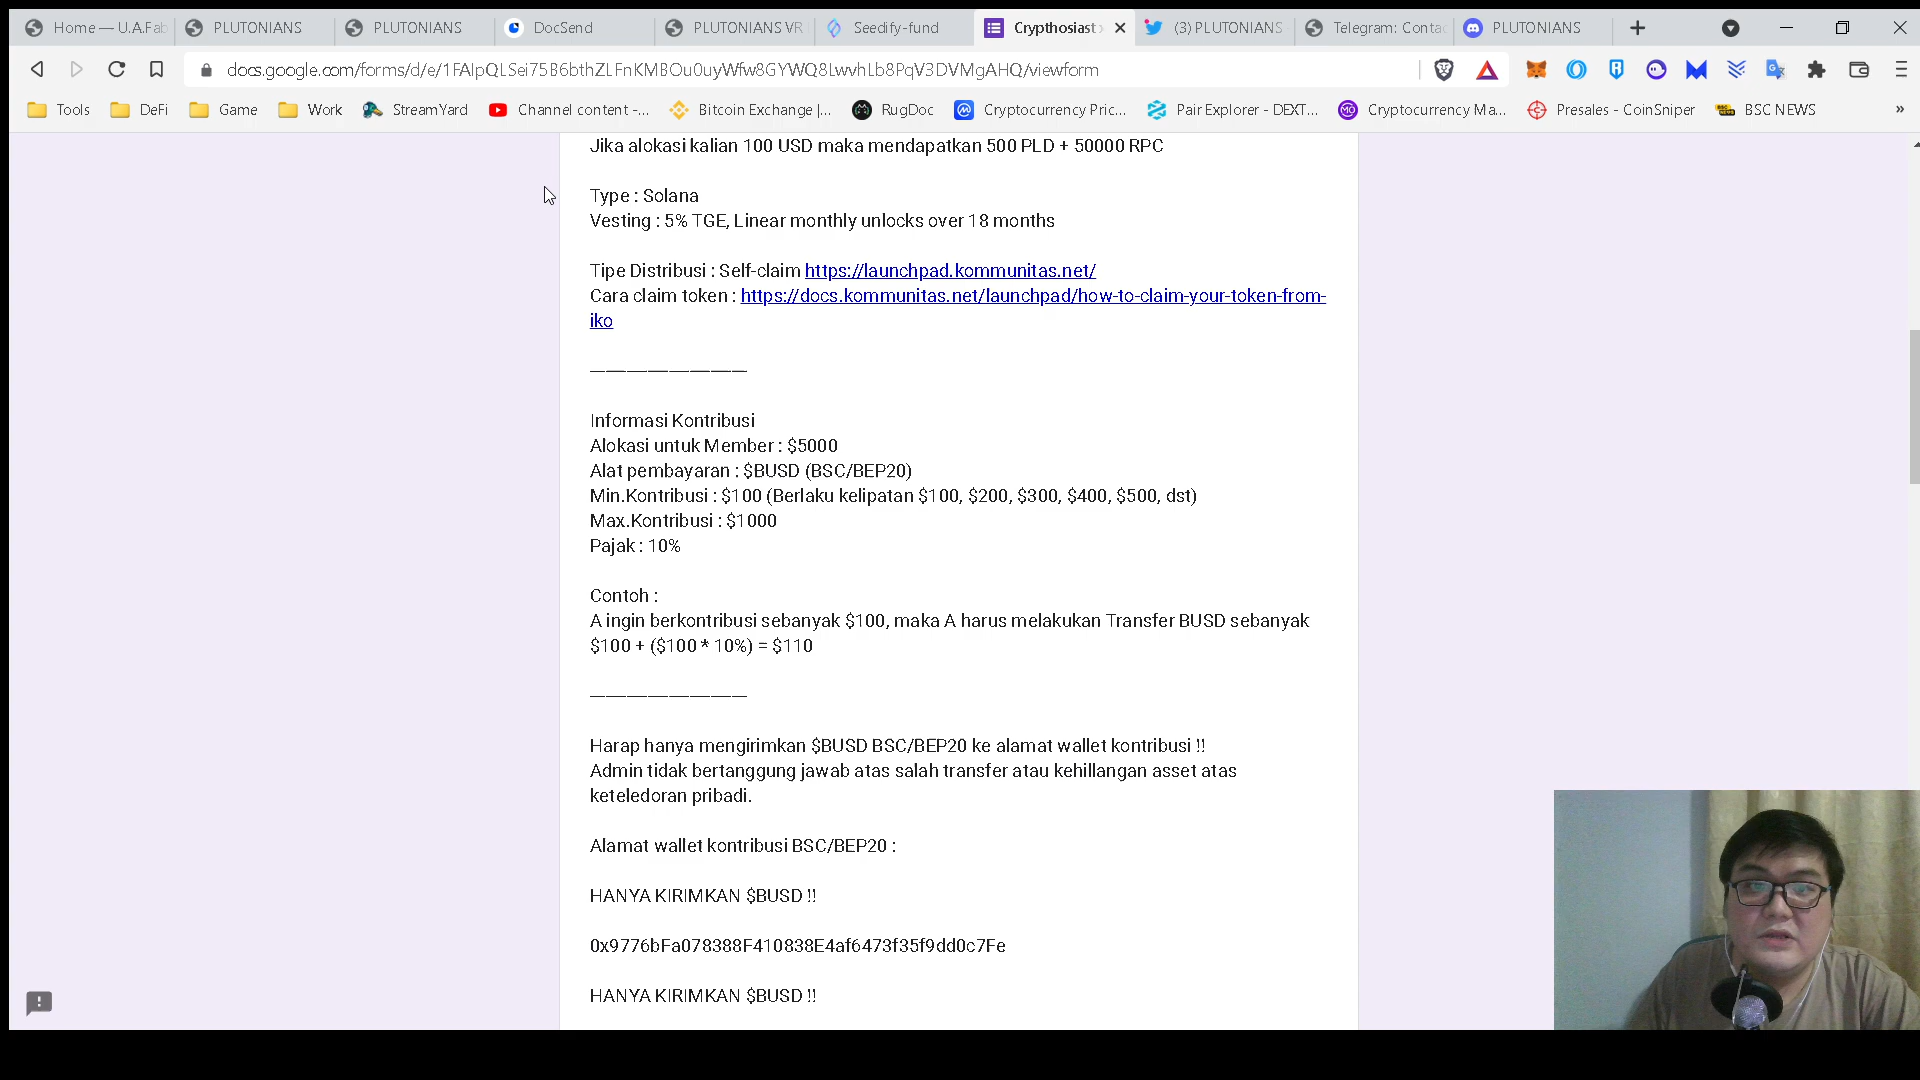 Home — U.A.Fab
PLUTONIANS
PLUTONIANS
DocSend
PLUTONIANS VR
Seedify-fund
Crypthosiast
(3) PLUTONIANS
Telegram: Conta
PLUTONIANS
docs.google.com/forms/d/e/1FAIpQLSei75B6bthZLFnKMBOu0uyWfw8GYWQ8LwvhLb8PqV3DVMgAHQ/viewform
Tools
DeFi
Game
Work
StreamYard
Channel content -...
Bitcoin Exchange |...
RugDoc
Cryptocurrency Pric...
Pair Explorer - DEXT...
Cryptocurrency Ma...
Presales - CoinSniper
BSC NEWS
»
Jika alokasi kalian 100 USD maka mendapatkan 500 PLD + 50000 RPC
Type : Solana
Vesting : 5% TGE, Linear monthly unlocks over 18 months
Tipe Distribusi : Self-claim https://launchpad.kommunitas.net/
Cara claim token : https://docs.kommunitas.net/launchpad/how-to-claim-your-token-from-
iko
Informasi Kontribusi
Alokasi untuk Member : $5000
Alat pembayaran : $BUSD (BSC/BEP20)
Min.Kontribusi : $100 (Berlaku kelipatan $100, $200, $300, $400, $500, dst)
Max.Kontribusi : $1000
Pajak : 10%
Contoh :
A ingin berkontribusi sebanyak $100, maka A harus melakukan Transfer BUSD sebanyak
$100 + ($100 * 10%) = $110
Harap hanya mengirimkan $BUSD BSC/BEP20 ke alamat wallet kontribusi !!
Admin tidak bertanggung jawab atas salah transfer atau kehillangan asset atas
keteledoran pribadi.
Alamat wallet kontribusi BSC/BEP20 :
HANYA KIRIMKAN $BUSD !!
0x9776bFa078388F410838E4af6473f35f9dd0c7Fe
HANYA KIRIMKAN $BUSD !!